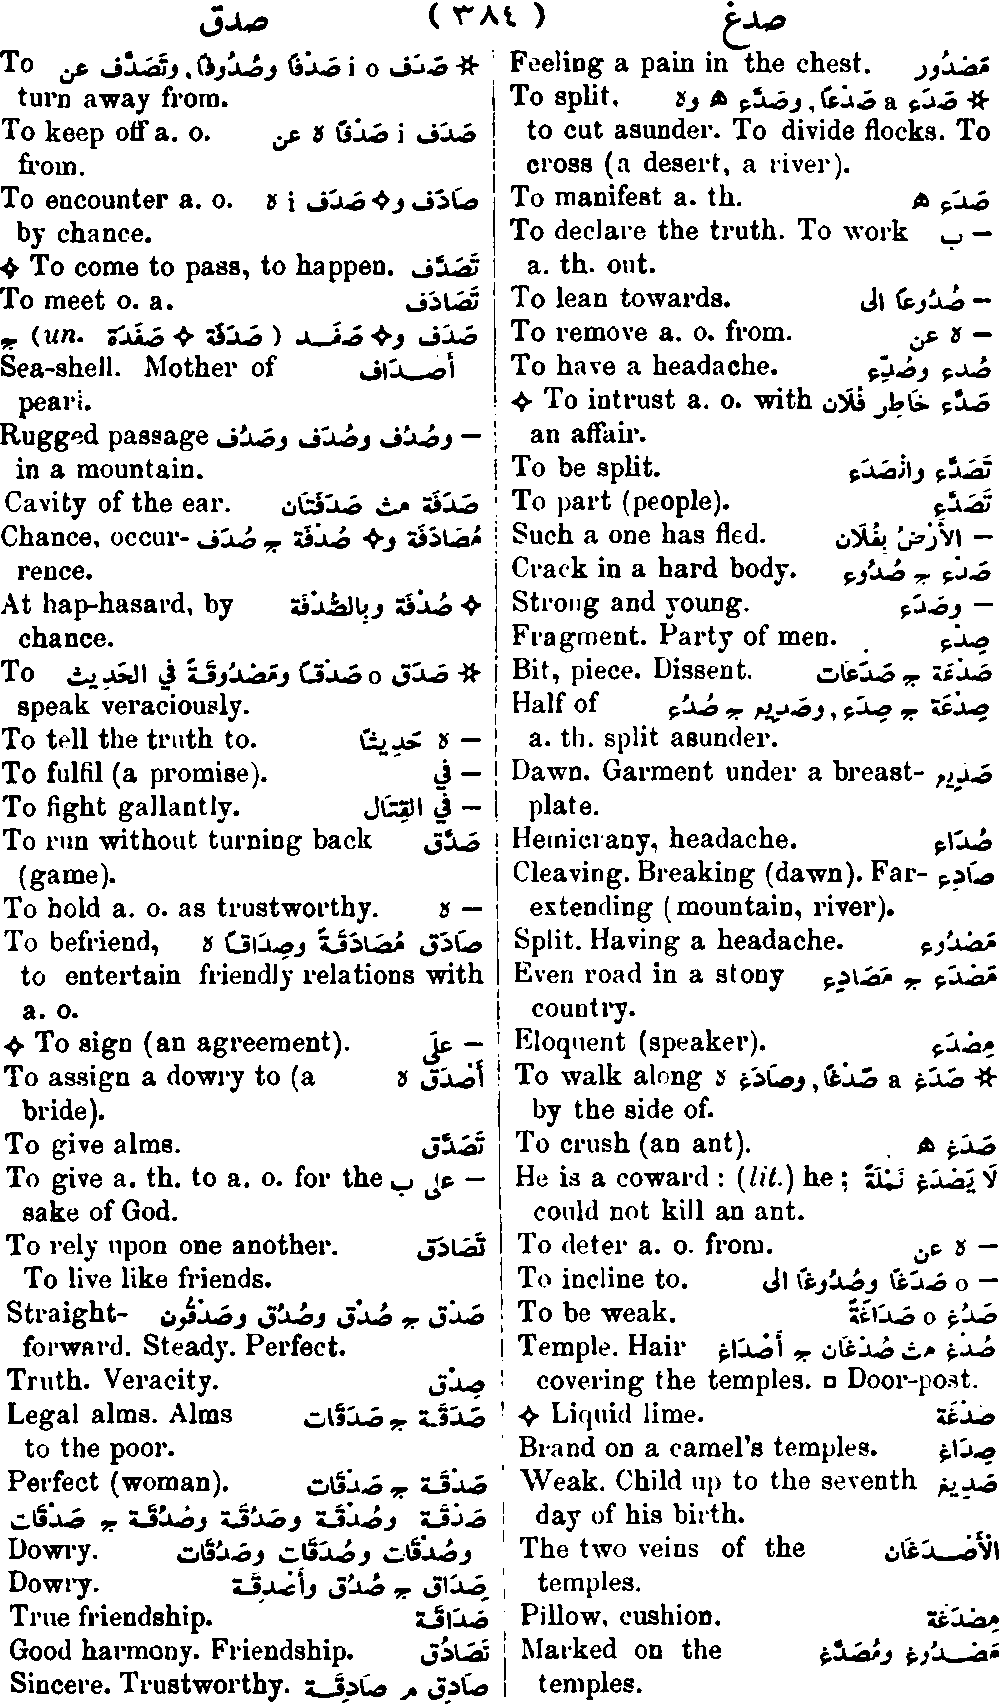 صدغ ( ٣٨٤ ) صدق
Feeling a pain in the chest. مَصْدُور
To split, ✲ صَدَع a صَدْعًا, وصَدَّع ه وه
to cut asunder. To divide flocks. To
cross (a desert, a river).
To manifest a. th. صَدَع ه
To declare the truth. To work — ب
a. th. out.
To lean towards. — صُدُوعًا الى
To remove a. o. from. — ه عن
To have a headache. صُدِع وصُدِّع
✧ To intrust a. o. with صَدَّع خَاطِر فُلَان
an affair.
To be split. تَصَدَّع وانْصَدَع
To part (people). تَصَدَّع
Such a one has fled. — الأَرْضُ بِفُلَان
Crack in a hard body. صَدْع ج صُدُوع
Strong and young. — وصَدَع
Fragment. Party of men. صِدْع
Bit, piece. Dissent. صَدْعَة ج صَدَعَات
Half of صِدْعَة ج صِدَع, وصَدِيع ج صُدُع
a. th. split asunder.
Dawn. Garment under a breast- صَدِيع
plate.
Hemicrany, headache. صُدَاع
Cleaving. Breaking (dawn). Far- صَادِع
extending (mountain, river).
Split. Having a headache. مَصْدُوع
Even road in a stony مَصْدَع ج مَصَادِع
country.
Eloquent (speaker). مِصْدَع
To walk along ✲ صَدَغ a صَدْغًا, وصَادَغ ه
by the side of.
To crush (an ant). صَدَغ ه
He is a coward : (lit.) he ; لَا يَصْدَغ نَمْلَةً
could not kill an ant.
To deter a. o. from. — ه عن
To incline to. — o صَدْغًا وصُدُوغًا الى
To be weak. صَدُغ o صَدَاغَةً
Temple. Hair صُدْغ مث صُدْغَان ج أَصْدَاغ
covering the temples. ▫ Door-post.
✧ Liquid lime. صَدْغَة
Brand on a camel's temples. صِدَاغ
Weak. Child up to the seventh صَدِيغ
day of his birth.
The two veins of the الأَصْدَغَان
temples.
Pillow, cushion. مِصْدَغَة
Marked on the مَصْدُوغ ومُصَدَّغ
temples.
To ✲ صَدَف i o صَدْفًا وصُدُوفًا, وتَصَدَّف عن
turn away from.
To keep off a. o. صَدَف i صَدْفًا ه عن
from.
To encounter a. o. صَادَف و✧ صَدَف i ه
by chance.
✧ To come to pass, to happen. تَصَدَّف
To meet o. a. تَصَادَف
صَدَف و✧ صَفَد ( صَدَفَة ✧ صَفَدَة .un) ج
Sea-shell. Mother of أَصْدَاف
pearl.
Rugged passage — وصُدُف وصُدَف وصَدُف
in a mountain.
Cavity of the ear. صَدَفَة مث صَدَفَتَان
Chance, occur- مُصَادَفَة و✧ صُدْفَة ج صُدَف
rence.
At hap-hasard, by ✧ صُدْفَة وبِالصُّدْفَة
chance.
To ✲ صَدَق o صَدْقًا ومَصْدُوقَةً في الحَدِيث
speak veraciously.
To tell the truth to. — ه حَدِيثًا
To fulfil (a promise). — في
To fight gallantly. — في القِتَال
To run without turning back صَدَّق
(game).
To hold a. o. as trustworthy. — ه
To befriend, صَادَق مُصَادَقَةً وصِدَاقًا ه
to entertain friendly relations with
a. o.
✧ To sign (an agreement). — على
To assign a dowry to (a أَصْدَق ه
bride).
To give alms. تَصَدَّق
To give a. th. to a. o. for the — على ب
sake of God.
To rely upon one another. تَصَادَق
To live like friends.
Straight- صَدْق ج صُدْق وصُدُق وصَدْقُون
forward. Steady. Perfect.
Truth. Veracity. صِدْق
Legal alms. Alms صَدَقَة ج صَدَقَات
to the poor.
Perfect (woman). صَدْقَة ج صَدْقَات
صَدْقَة وصُدْقَة وصَدُقَة وصُدُقَة ج صَدْقَات
Dowry. وصُدْقَات وصُدُقَات وصَدُقَات
Dowry. صِدَاق ج صُدُق وأَصْدِقَة
True friendship. صَدَاقَة
Good harmony. Friendship. تَصَادُق
Sincere. Trustworthy. صَادِق م صَادِقَة